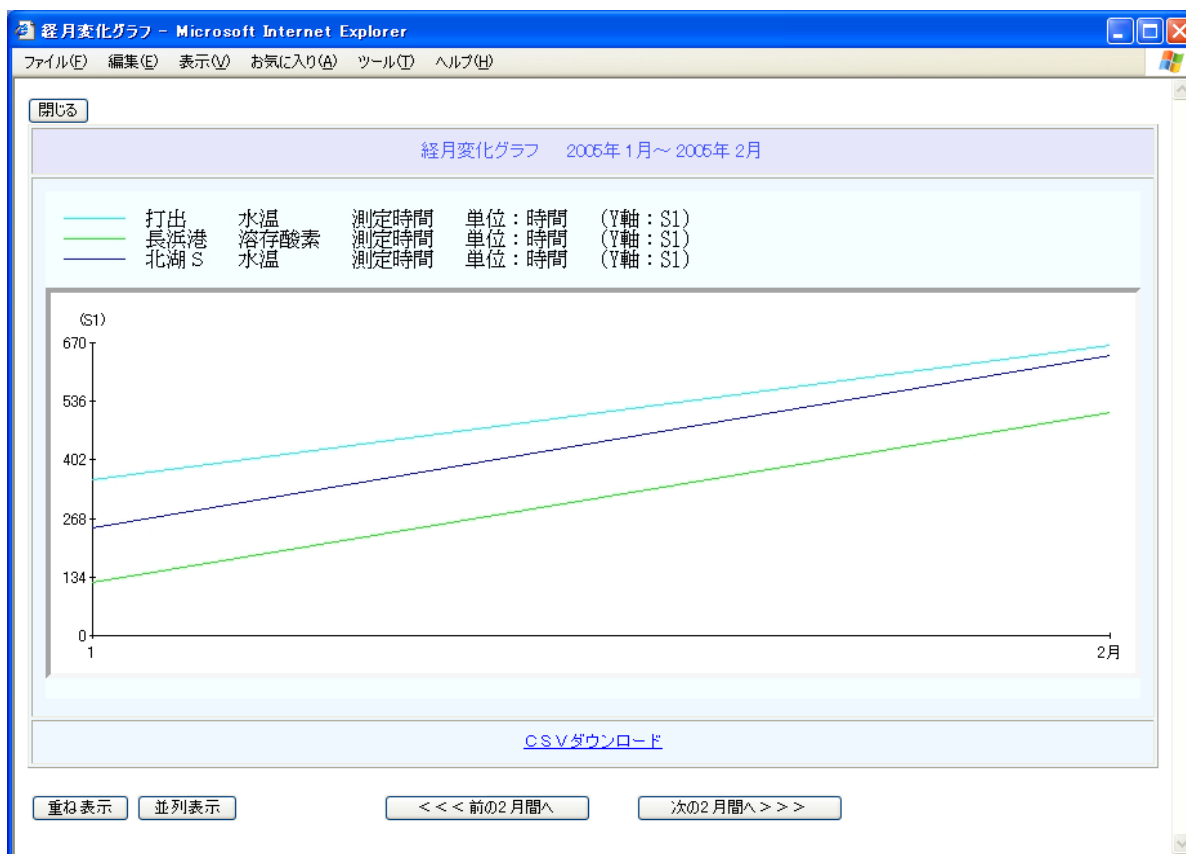 経月変化グラフ - Microsoft Internet Explorer
ファイル(F) 編集(E) 表示(V) お気に入り(A) ツール(T) ヘルプ(H)
閉じる
経月変化グラフ 2005年 1月～ 2005年 2月
打出 水温 測定時間 単位：時間 (Y軸：S1)
長浜港 溶存酸素 測定時間 単位：時間 (Y軸：S1)
北湖Ｓ 水温 測定時間 単位：時間 (Y軸：S1)
(S1)
670
536
402
268
134
0
1 2月
ＣＳＶダウンロード
重ね表示 並列表示 ＜＜＜前の2月間へ 次の2月間へ＞＞＞